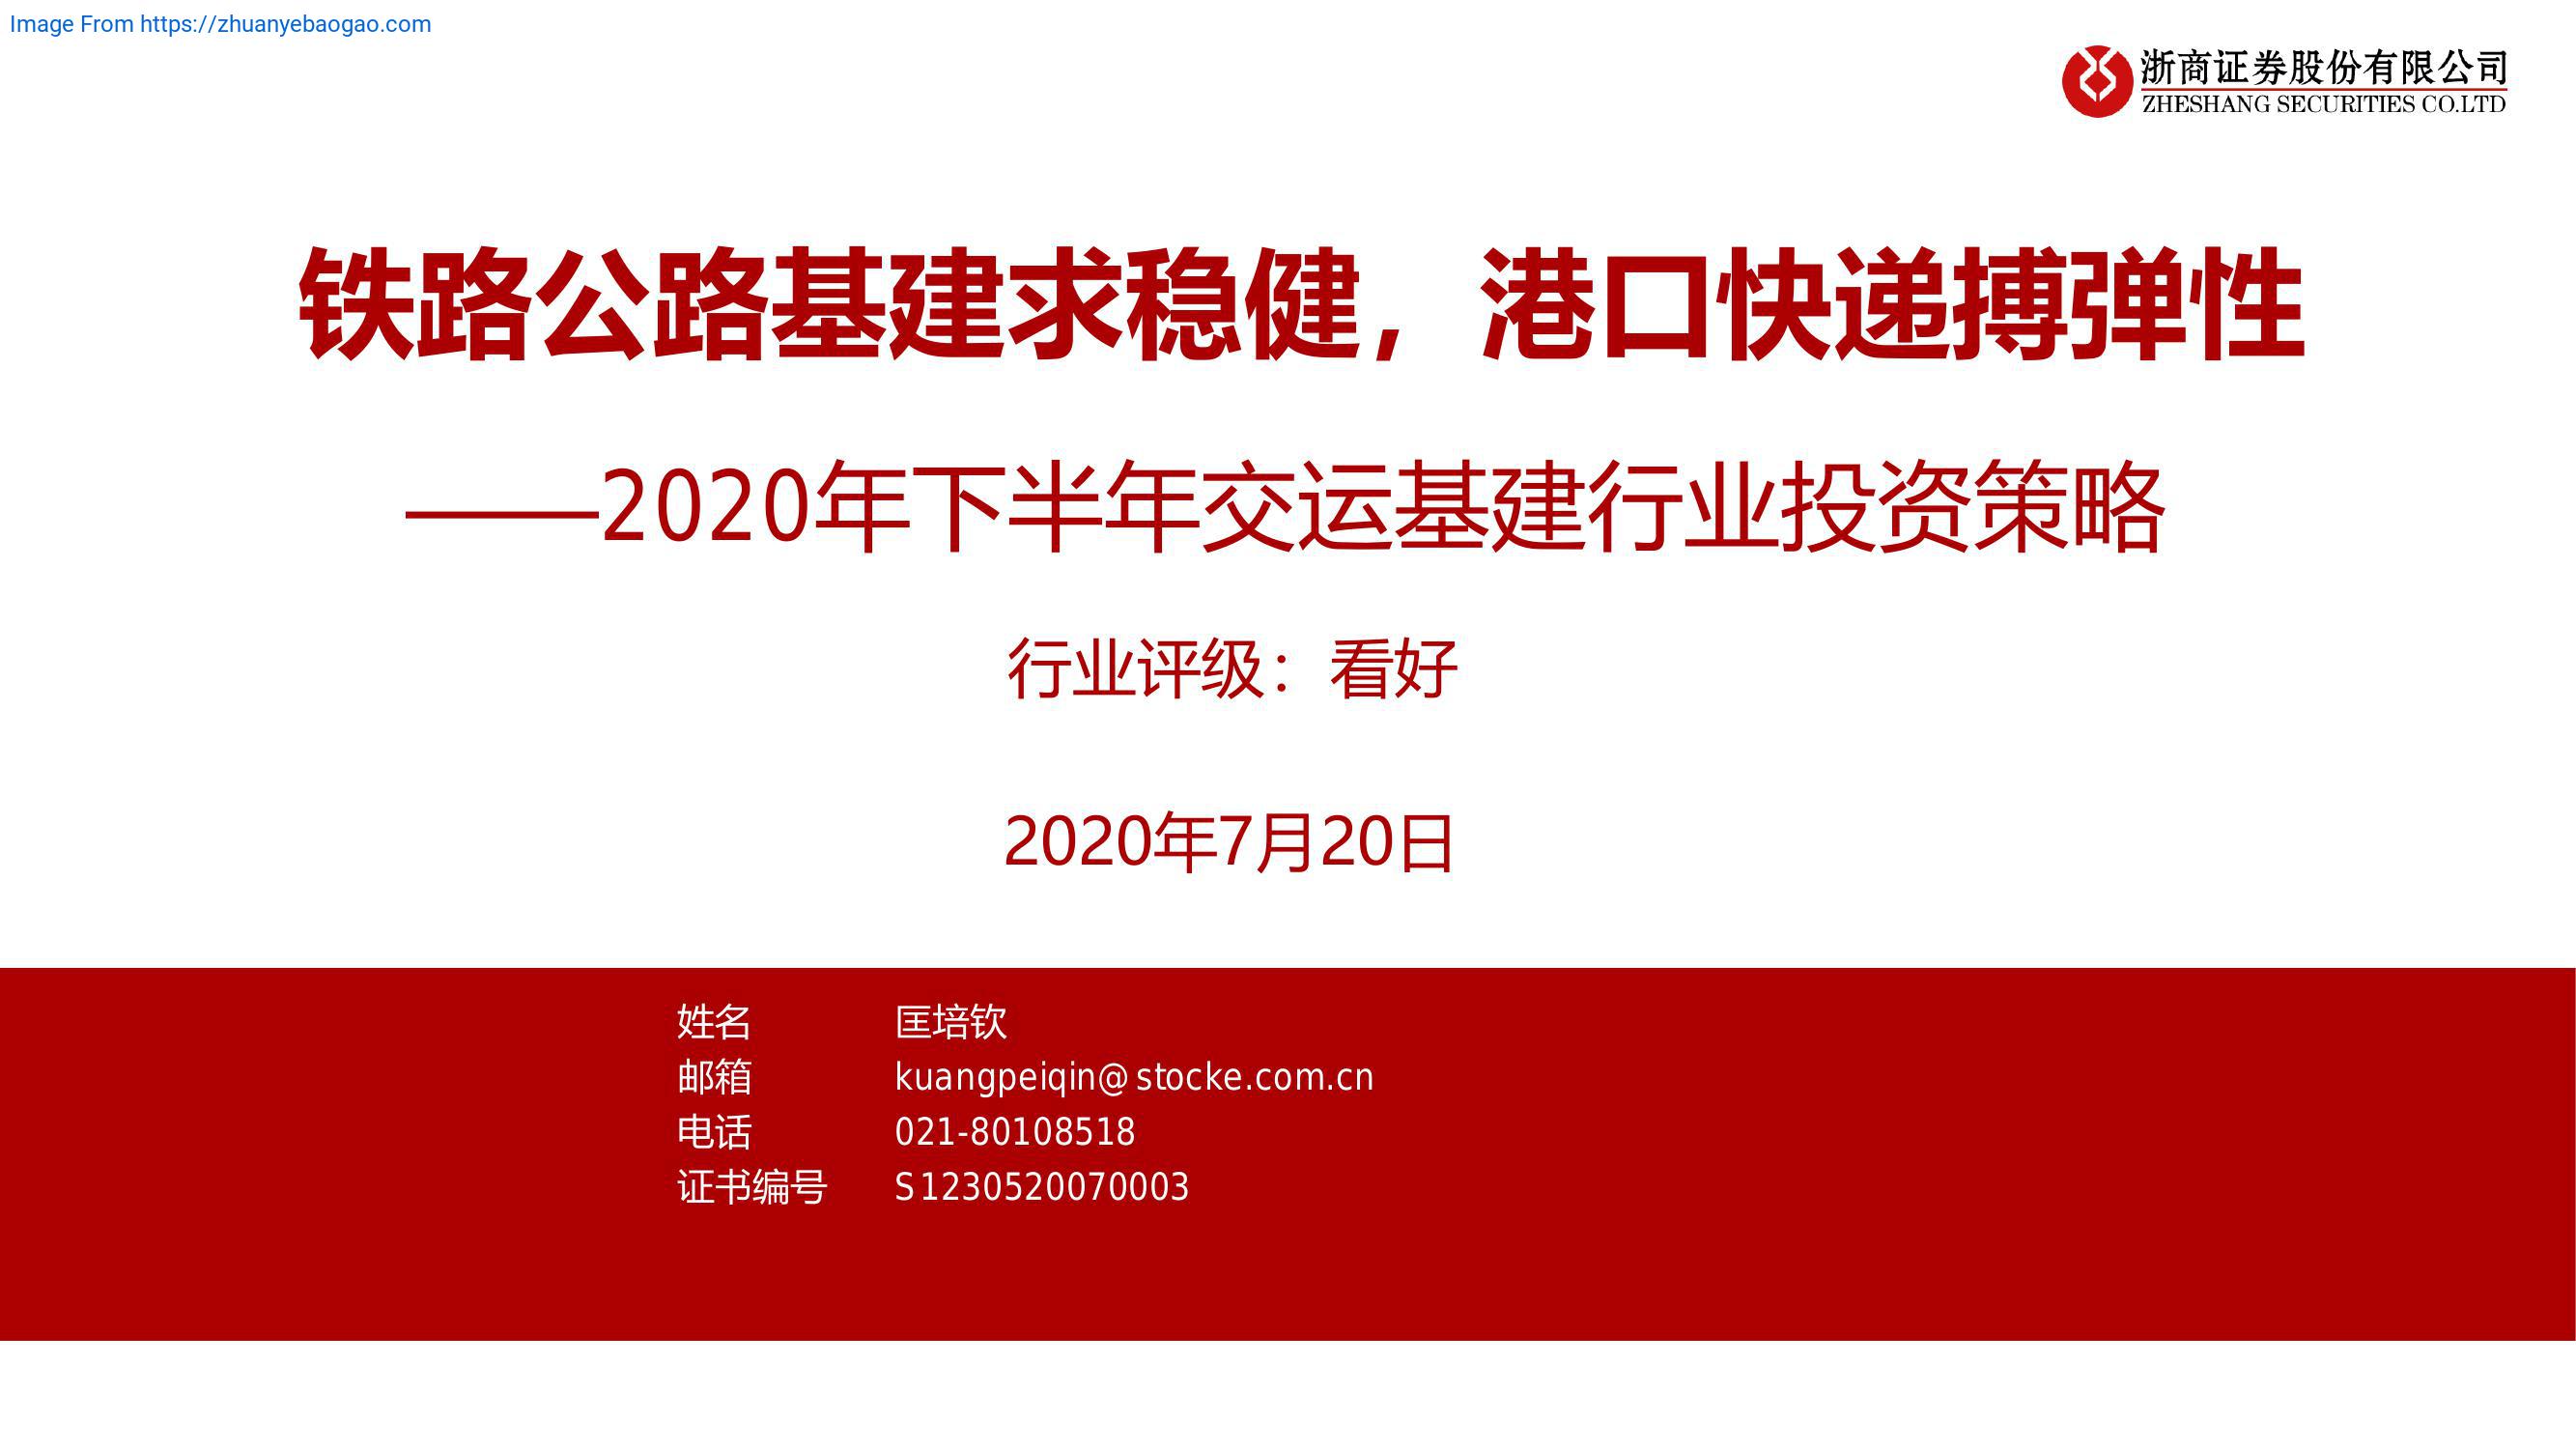 Image From https://zhuanyebaogao.com
浙商证券股份有限公司
ZHESHANG SECURITIES CO.LTD
铁路公路基建求稳健，港口快递搏弹性
——2020年下半年交运基建行业投资策略
行业评级：看好
2020年7月20日
姓名 匡培钦
邮箱 kuangpeiqin@stocke.com.cn
电话 021-80108518
证书编号 S1230520070003